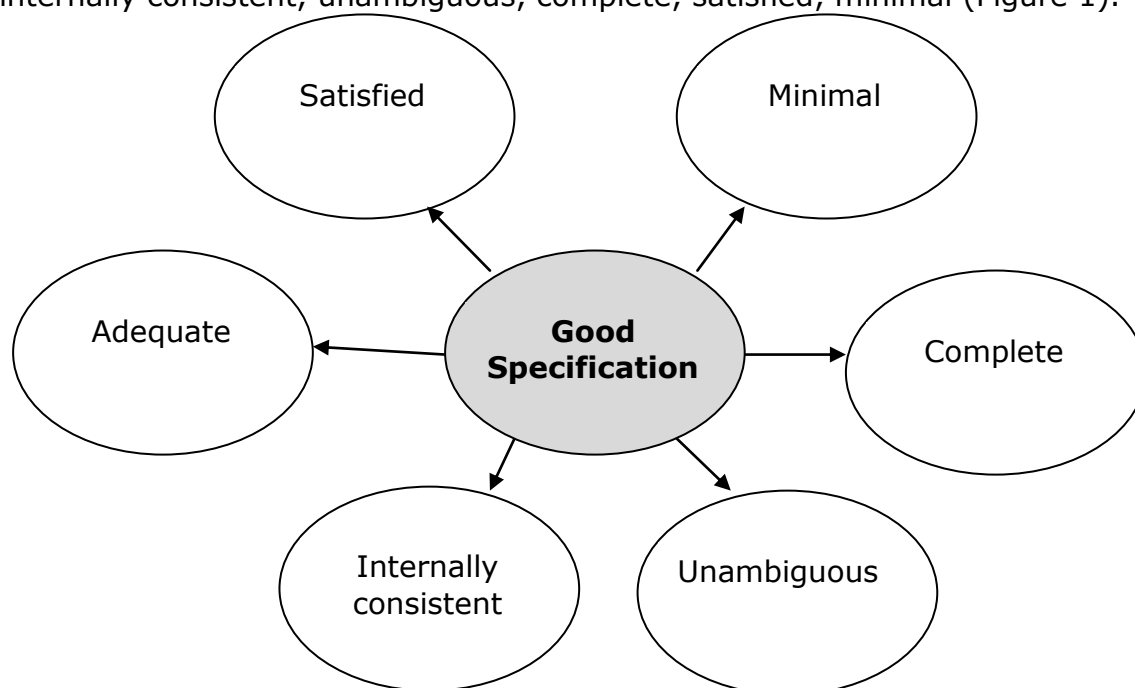 internally consistent, unambiguous, complete, satisfied, minimal (Figure 1).
Satisfied
Minimal
Adequate
Good
Specification
Complete
Internally
consistent
Unambiguous